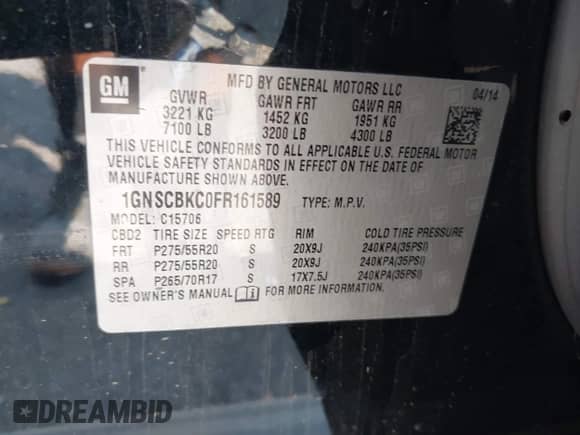 GM
MFD BY GENERAL MOTORS LLC
04/14
GVWR GAWR FRT GAWR RR
3221 KG 1452 KG 1951 KG
7100 LB 3200 LB 4300 LB
THIS VEHICLE CONFORMS TO ALL APPLICABLE U.S. FEDERAL MOTOR
VEHICLE SAFETY STANDARDS IN EFFECT ON THE DATE OF
MANUFACTURE SHOWN ABOVE.
1GNSCBKC0FR161589 TYPE: M.P.V.
MODEL: C15706
CBD2 TIRE SIZE SPEED RTG RIM COLD TIRE PRESSURE
FRT P275/55R20 S 20X9J 240KPA(35PSI)
RR P275/55R20 S 20X9J 240KPA(35PSI)
SPA P265/70R17 S 17X7.5J 240KPA(35PSI)
SEE OWNER'S MANUAL FOR MORE INFORMATION.
DREAMBID